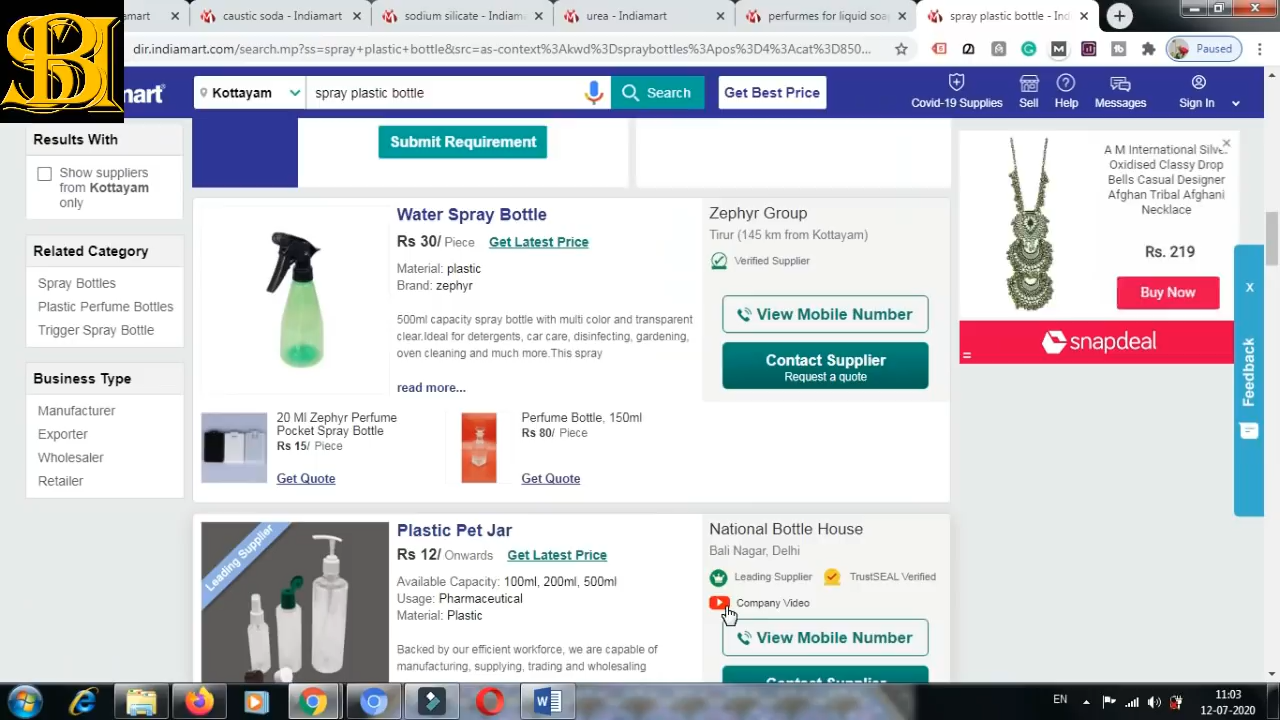 amart
caustic soda - Indiamart
sodium silicate - Indiam
urea - Indiamart
perfurmes for liquid soa
spray plastic bottle - Ind
dir.indiamart.com/search.mp?ss=spray+plastic+bottle&src=as-context%3Akwd%3Dspraybottles%3Apos%3D4%3Acat%3D850...
Paused
SBI
mart
Kottayam
spray plastic bottle
Search
Get Best Price
Covid-19 Supplies
Sell
Help
Messages
Sign In
Results With
Show suppliers
from Kottayam
only
Related Category
Spray Bottles
Plastic Perfume Bottles
Trigger Spray Bottle
Business Type
Manufacturer
Exporter
Wholesaler
Retailer
Submit Requirement
Water Spray Bottle
Rs 30/ Piece Get Latest Price
Material: plastic
Brand: zephyr
500ml capacity spray bottle with multi color and transparent
clear.Ideal for detergents, car care, disinfecting, gardening,
oven cleaning and much more.This spray
read more...
Zephyr Group
Tirur (145 km from Kottayam)
Verified Supplier
View Mobile Number
Contact Supplier
Request a quote
20 Ml Zephyr Perfume
Pocket Spray Bottle
Rs 15/ Piece
Get Quote
Perfume Bottle, 150ml
Rs 80/ Piece
Get Quote
Leading Supplier
Plastic Pet Jar
Rs 12/ Onwards Get Latest Price
Available Capacity: 100ml, 200ml, 500ml
Usage: Pharmaceutical
Material: Plastic
Backed by our efficient workforce, we are capable of
manufacturing, supplying, trading and wholesaling
National Bottle House
Bali Nagar, Delhi
Leading Supplier
TrustSEAL Verified
Company Video
View Mobile Number
Contact Supplier
A M International Silve..
Oxidised Classy Drop
Bells Casual Designer
Afghan Tribal Afghani
Necklace
Rs. 219
Buy Now
snapdeal
X
Feedback
EN
11:03
12-07-2020